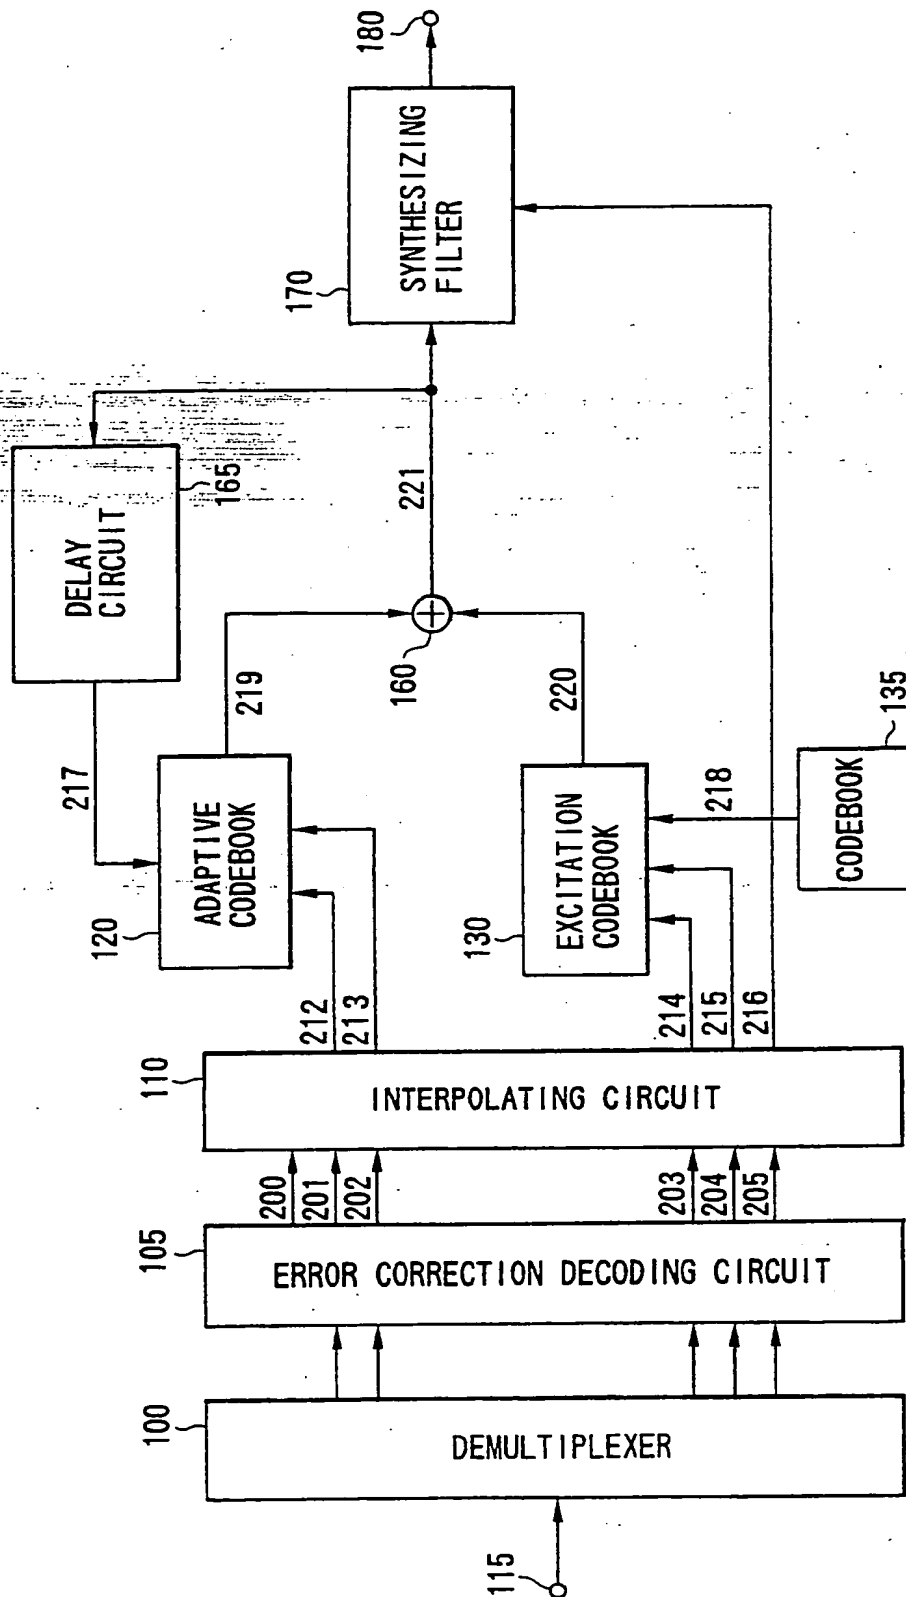 115
100
DEMULTIPLEXER
105
ERROR CORRECTION DECODING CIRCUIT
200
201
202
203
204
205
110
INTERPOLATING CIRCUIT
212
213
214
215
216
120
ADAPTIVE
CODEBOOK
130
EXCITATION
CODEBOOK
CODEBOOK
135
217
218
219
220
160
221
DELAY
CIRCUIT
165
170
SYNTHESIZING
FILTER
180